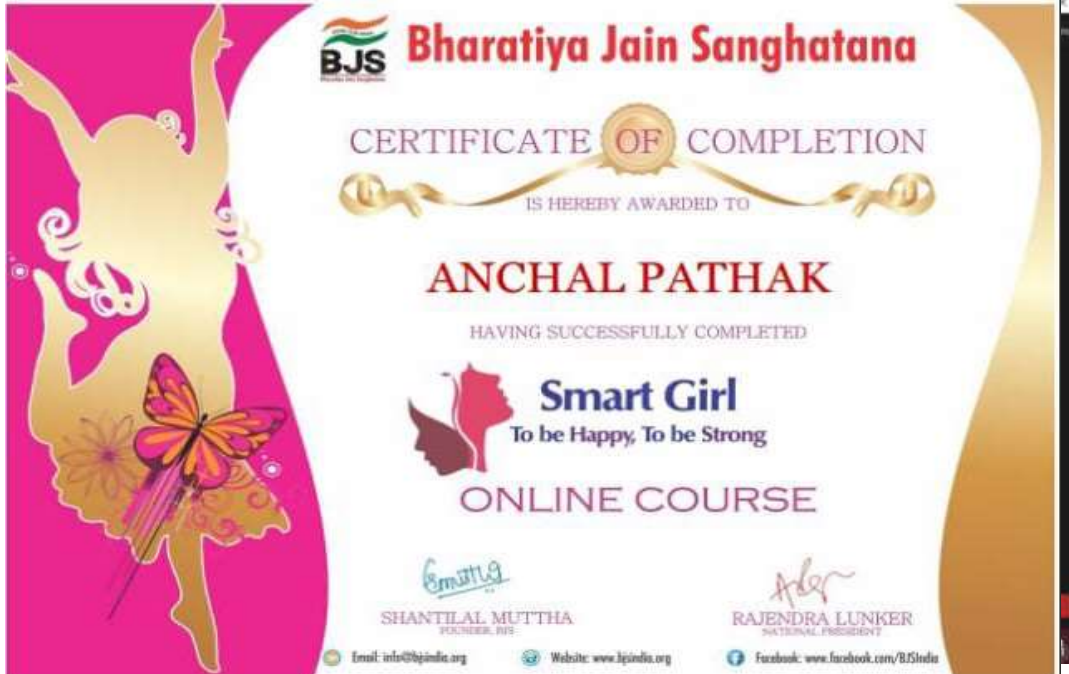 BJS
Bharatiya Jain Sanghatana
CERTIFICATE OF COMPLETION
IS HEREBY AWARDED TO
ANCHAL PATHAK
HAVING SUCCESSFULLY COMPLETED
Smart Girl
To be Happy, To be Strong
ONLINE COURSE
SHANTILAL MUTTHA
FOUNDER, BJS
RAJENDRA LUNKER
NATIONAL PRESIDENT
Email: info@bjsindia.org
Website: www.bjsindia.org
Facebook: www.facebook.com/BJSIndia